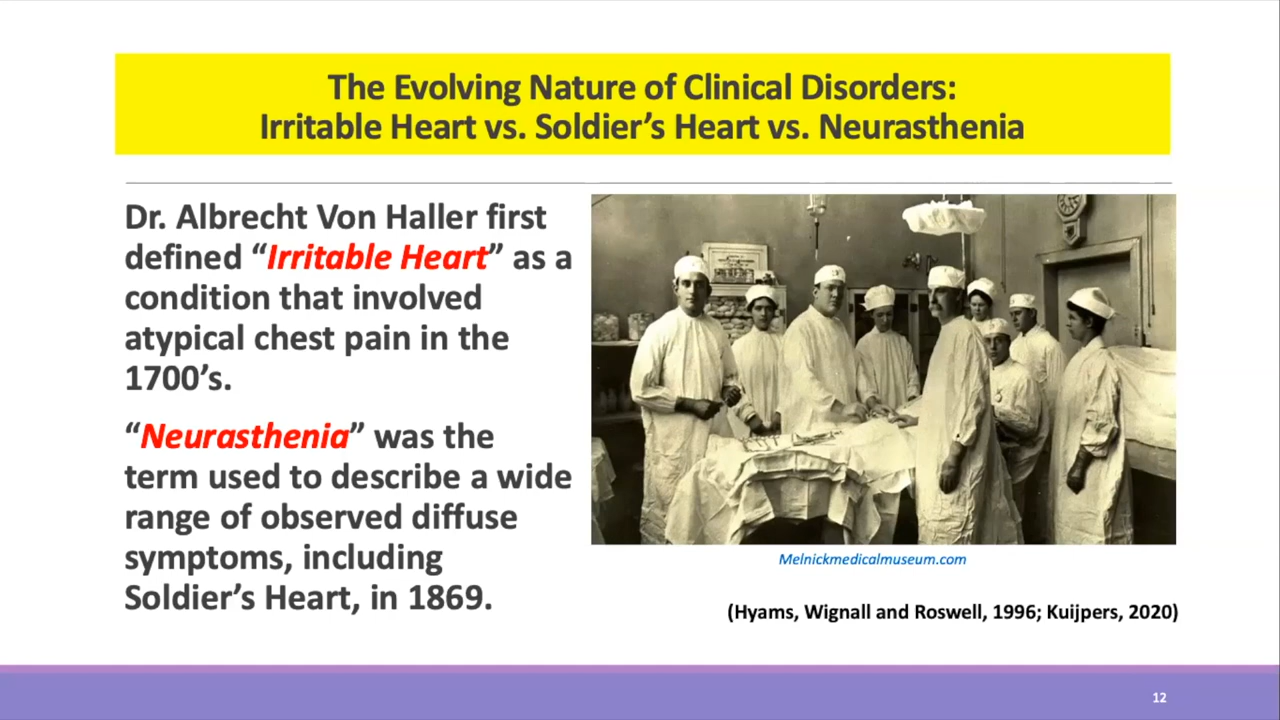 The Evolving Nature of Clinical Disorders:
Irritable Heart vs. Soldier’s Heart vs. Neurasthenia
Dr. Albrecht Von Haller first
defined “Irritable Heart” as a
condition that involved
atypical chest pain in the
1700’s.
“Neurasthenia” was the
term used to describe a wide
range of observed diffuse
symptoms, including
Soldier’s Heart, in 1869.
Melnickmedicalmuseum.com
(Hyams, Wignall and Roswell, 1996; Kuijpers, 2020)
12